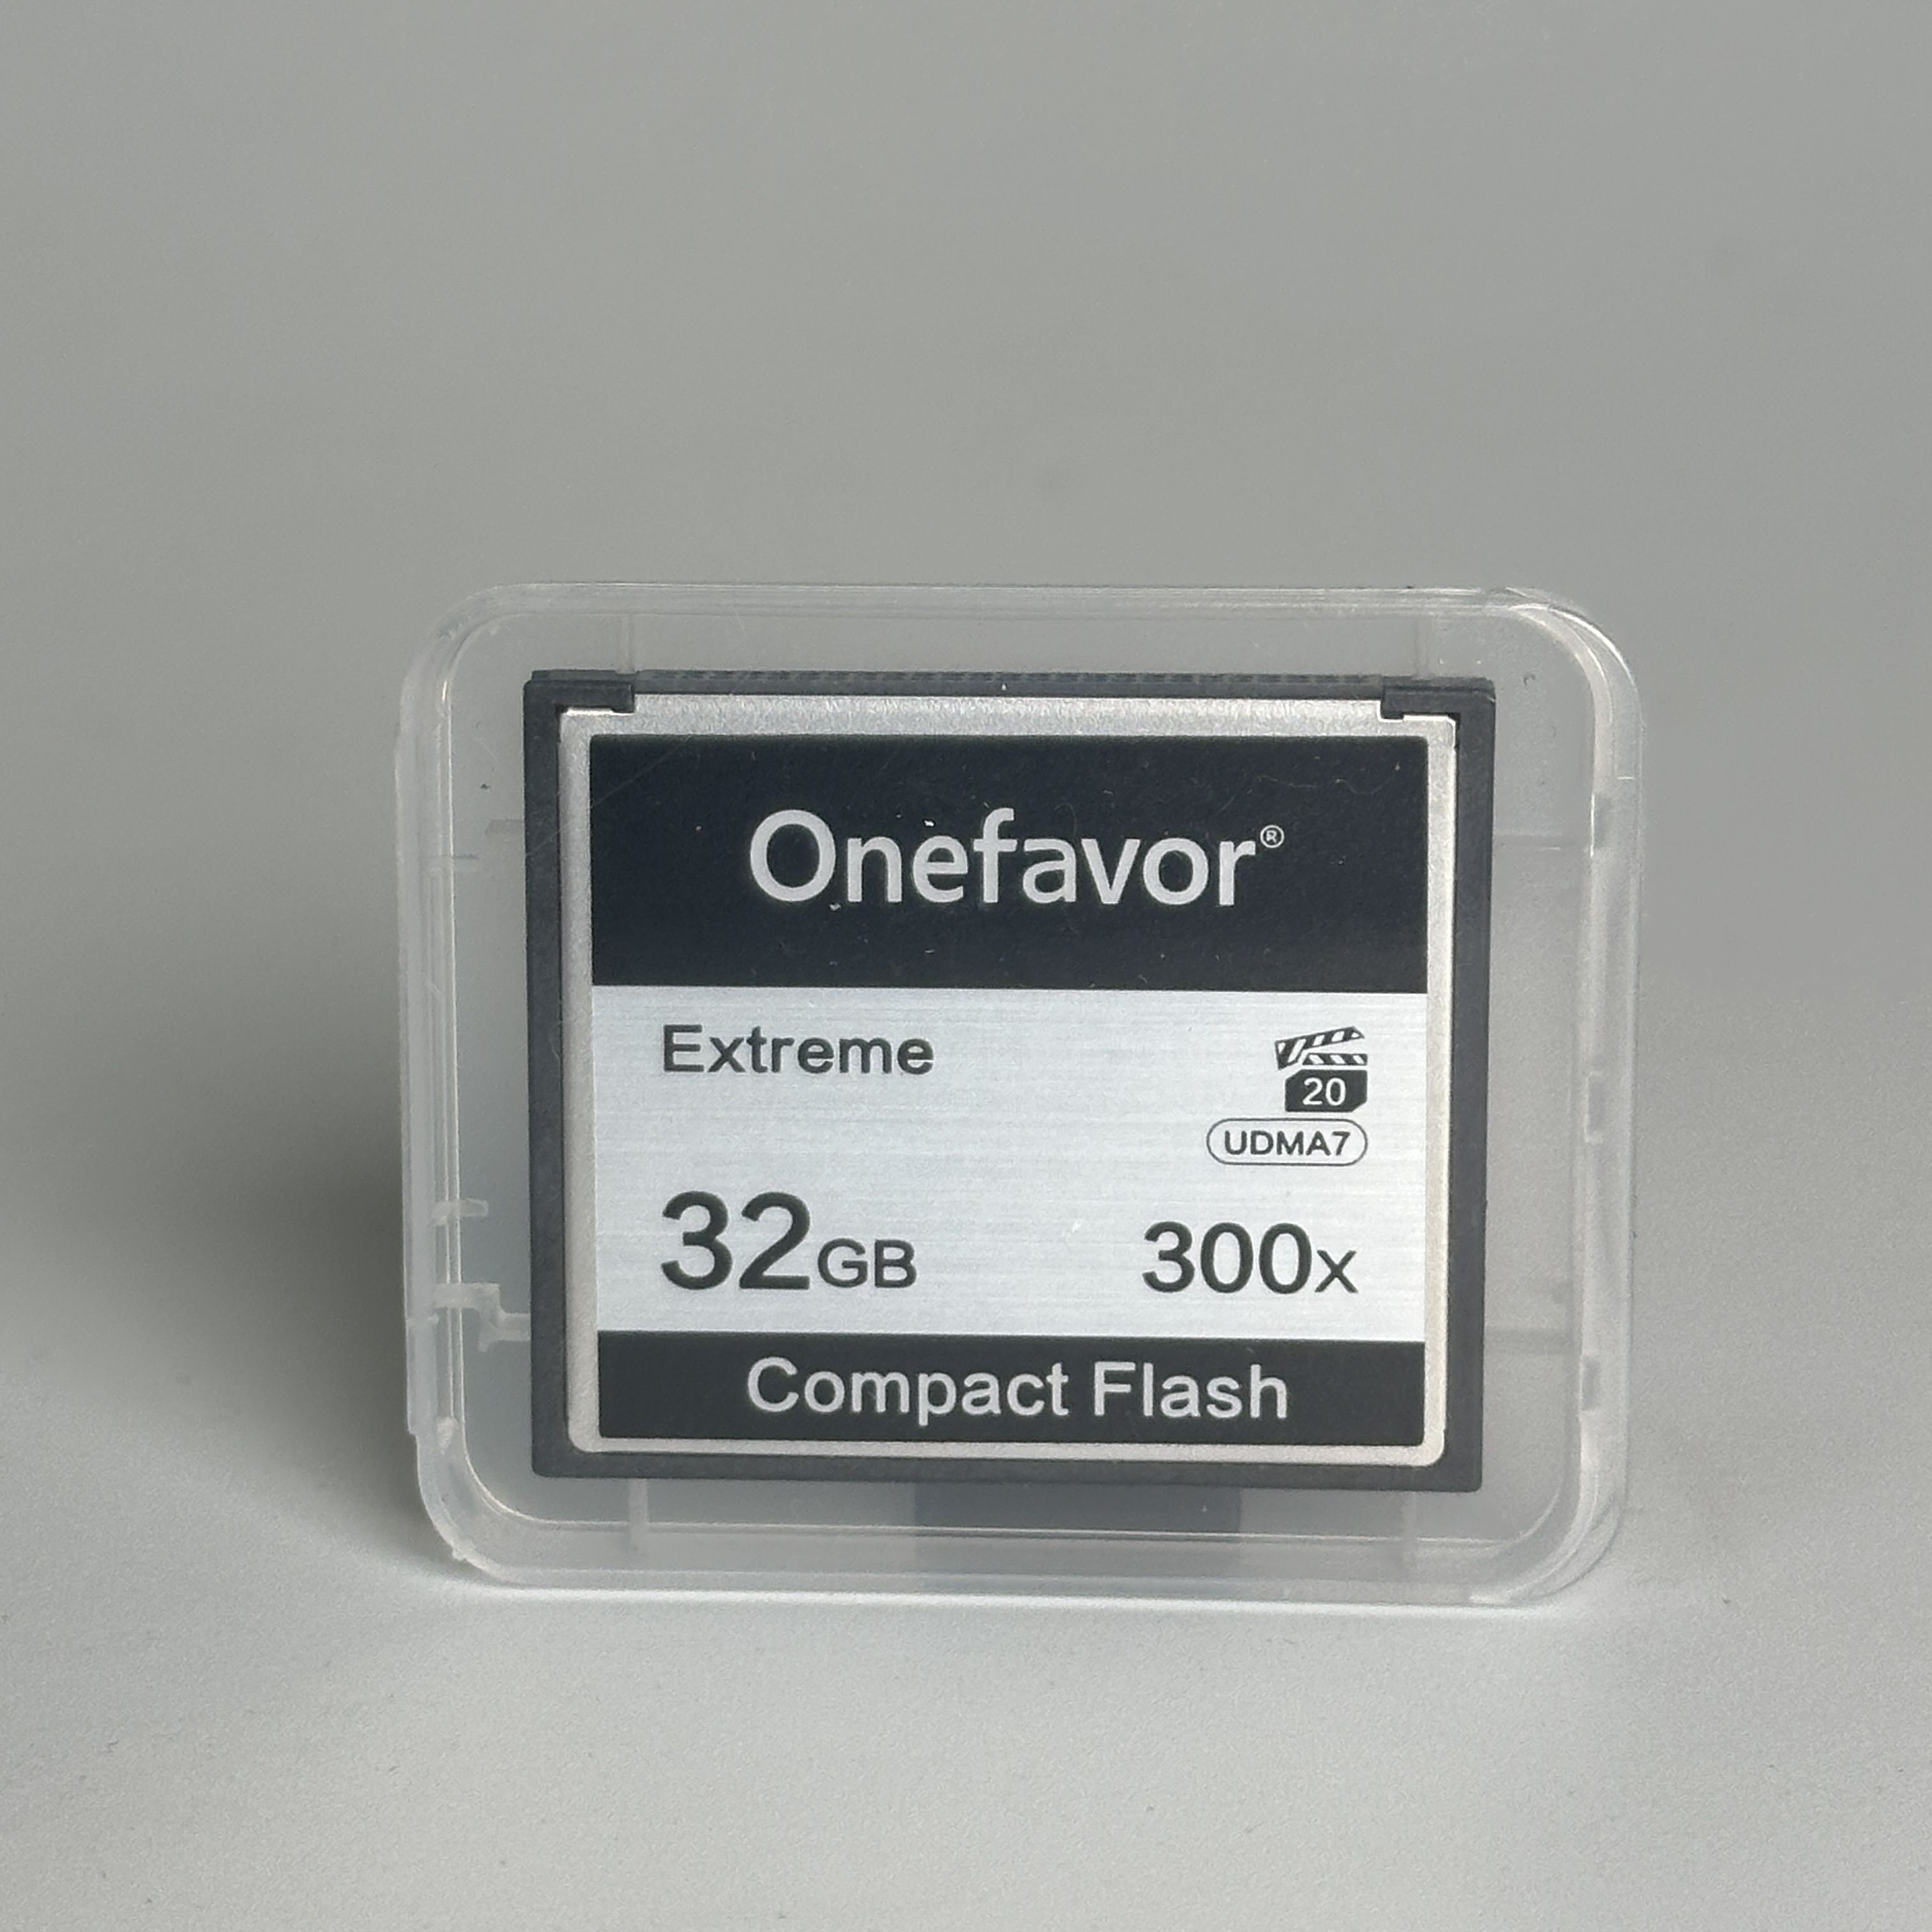 Onefavor®
Extreme
20
UDMA7
32GB 300x
Compact Flash